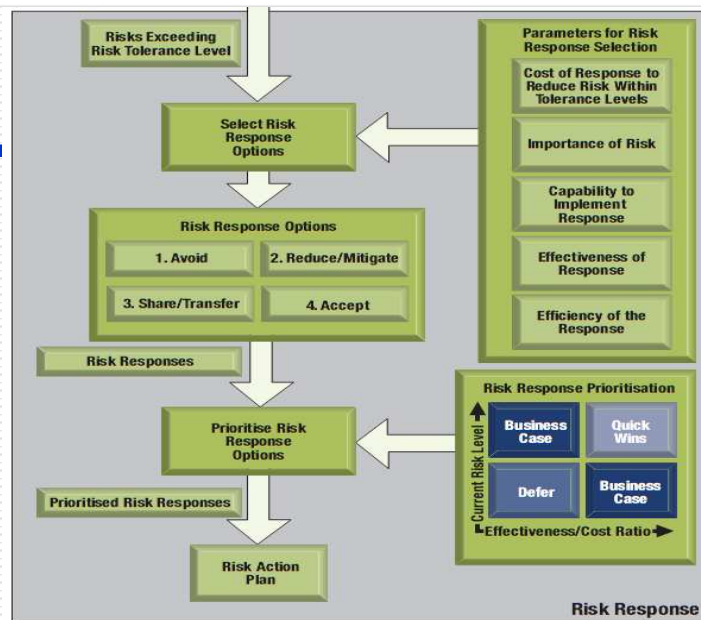 Risks Exceeding
Risk Tolerance Level
Parameters for Risk
Response Selection
Cost of Response to
Reduce Risk Within
Tolerance Levels
Select Risk
Response
Options
Importance of Risk
Capability to
Implement
Response
Risk Response Options
1. Avoid
2. Reduce/Mitigate
Effectiveness of
Response
3. Share/Transfer
4. Accept
Efficiency of the
Response
Risk Responses
Risk Response Prioritisation
Prioritise Risk
Response
Options
Current Risk Level
Business
Case
Quick
Wins
Defer
Business
Case
Effectiveness/Cost Ratio
Prioritised Risk Responses
Risk Action
Plan
Risk Response